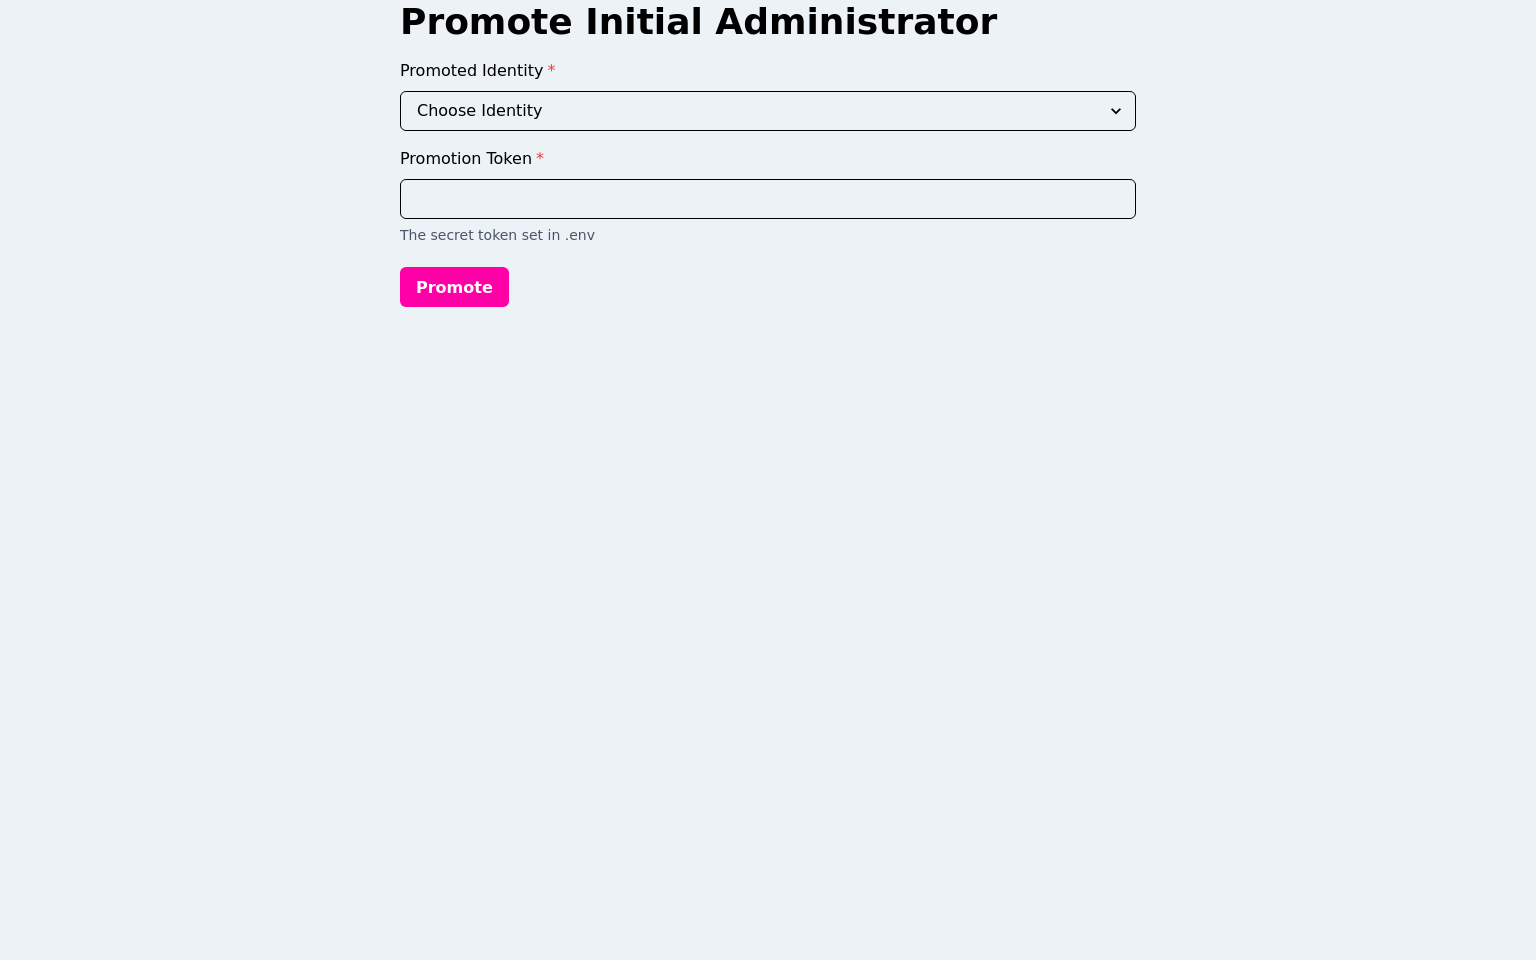 Promote Initial Administrator
Promoted Identity *
Choose Identity
Promotion Token *
The secret token set in .env
Promote